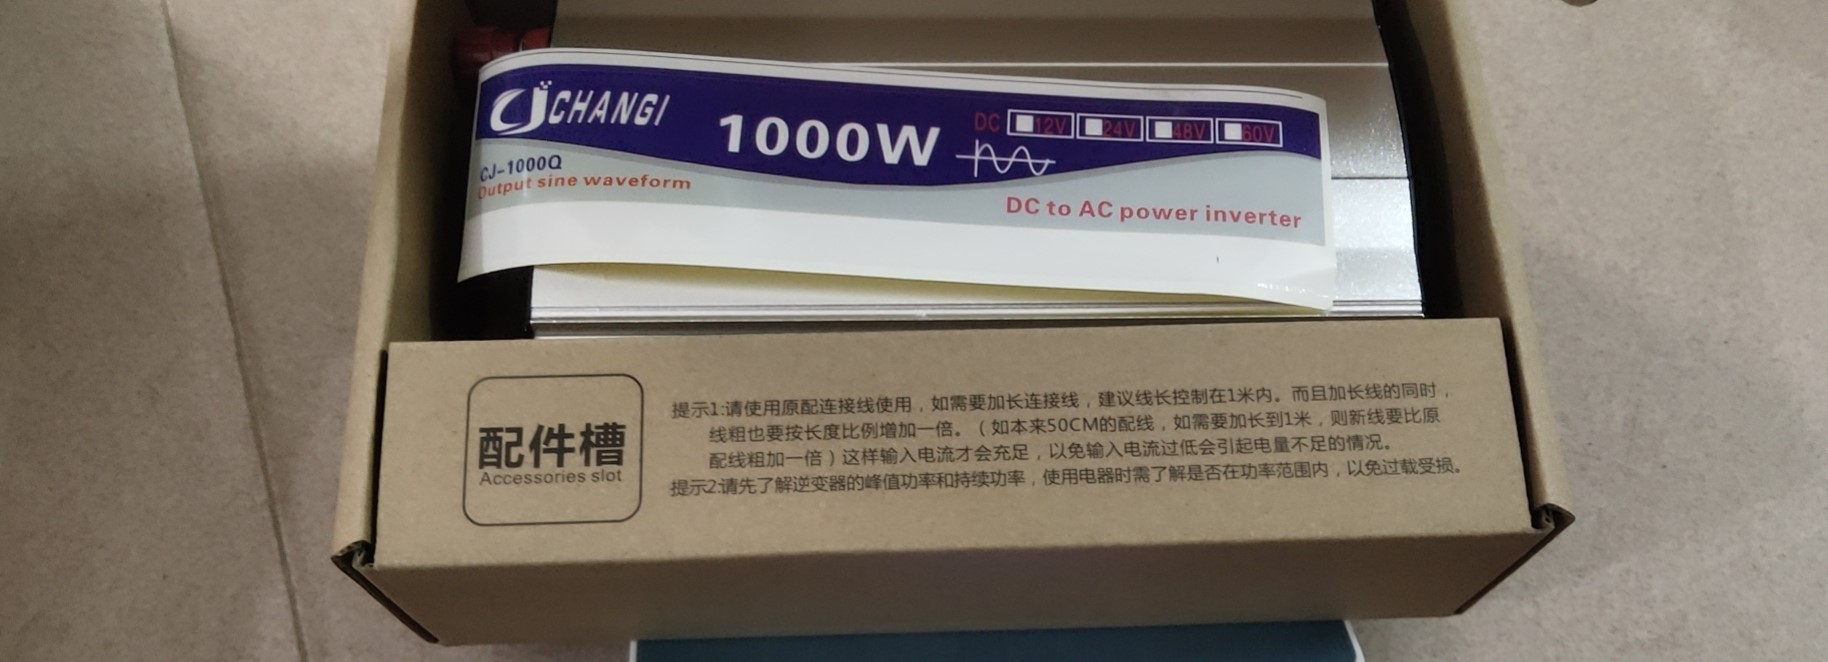 CJ CHANGI
1000W
DC 12V 24V 48V 60V
CJ-1000Q
Output sine waveform
DC to AC power inverter
配件槽
Accessories slot
提示1:请使用原配连接线使用，如需要加长连接线，建议线长控制在1米内。而且加长线的同时，
线粗也要按长度比例增加一倍。（如本来50CM的配线，如需要加长到1米，则新线要比原
配线粗加一倍）这样输入电流才会充足，以免输入电流过低会引起电量不足的情况。
提示2:请先了解逆变器的峰值功率和持续功率，使用电器时需了解是否在功率范围内，以免过载受损。